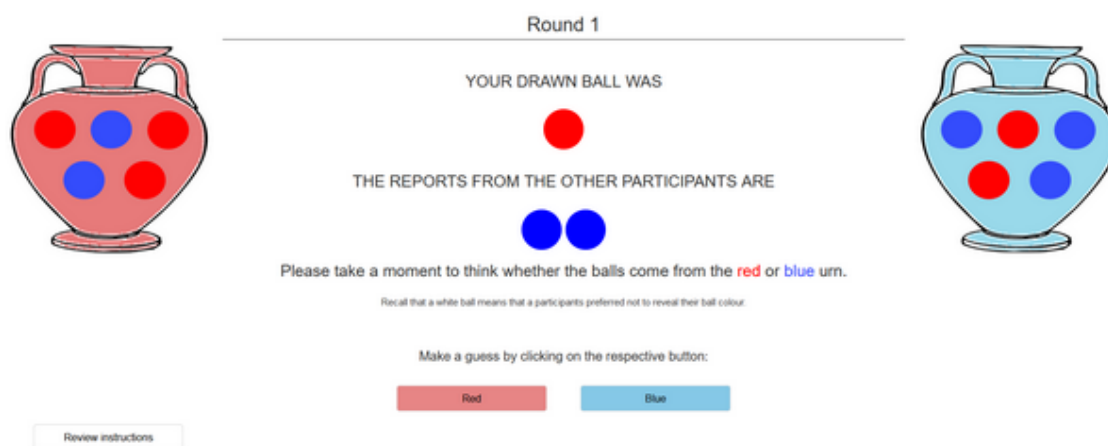 Round 1
YOUR DRAWN BALL WAS
THE REPORTS FROM THE OTHER PARTICIPANTS ARE
Please take a moment to think whether the balls come from the red or blue urn.
Recall that a white ball means that a participants preferred not to reveal their ball colour.
Make a guess by clicking on the respective button:
Red
Blue
Review instructions